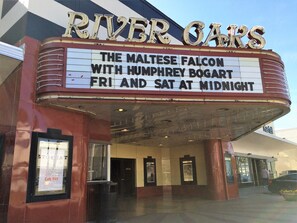 RIVER OAKS
THE MALTESE FALCON
WITH HUMPHREY BOGART
FRI AND SAT AT MIDNIGHT